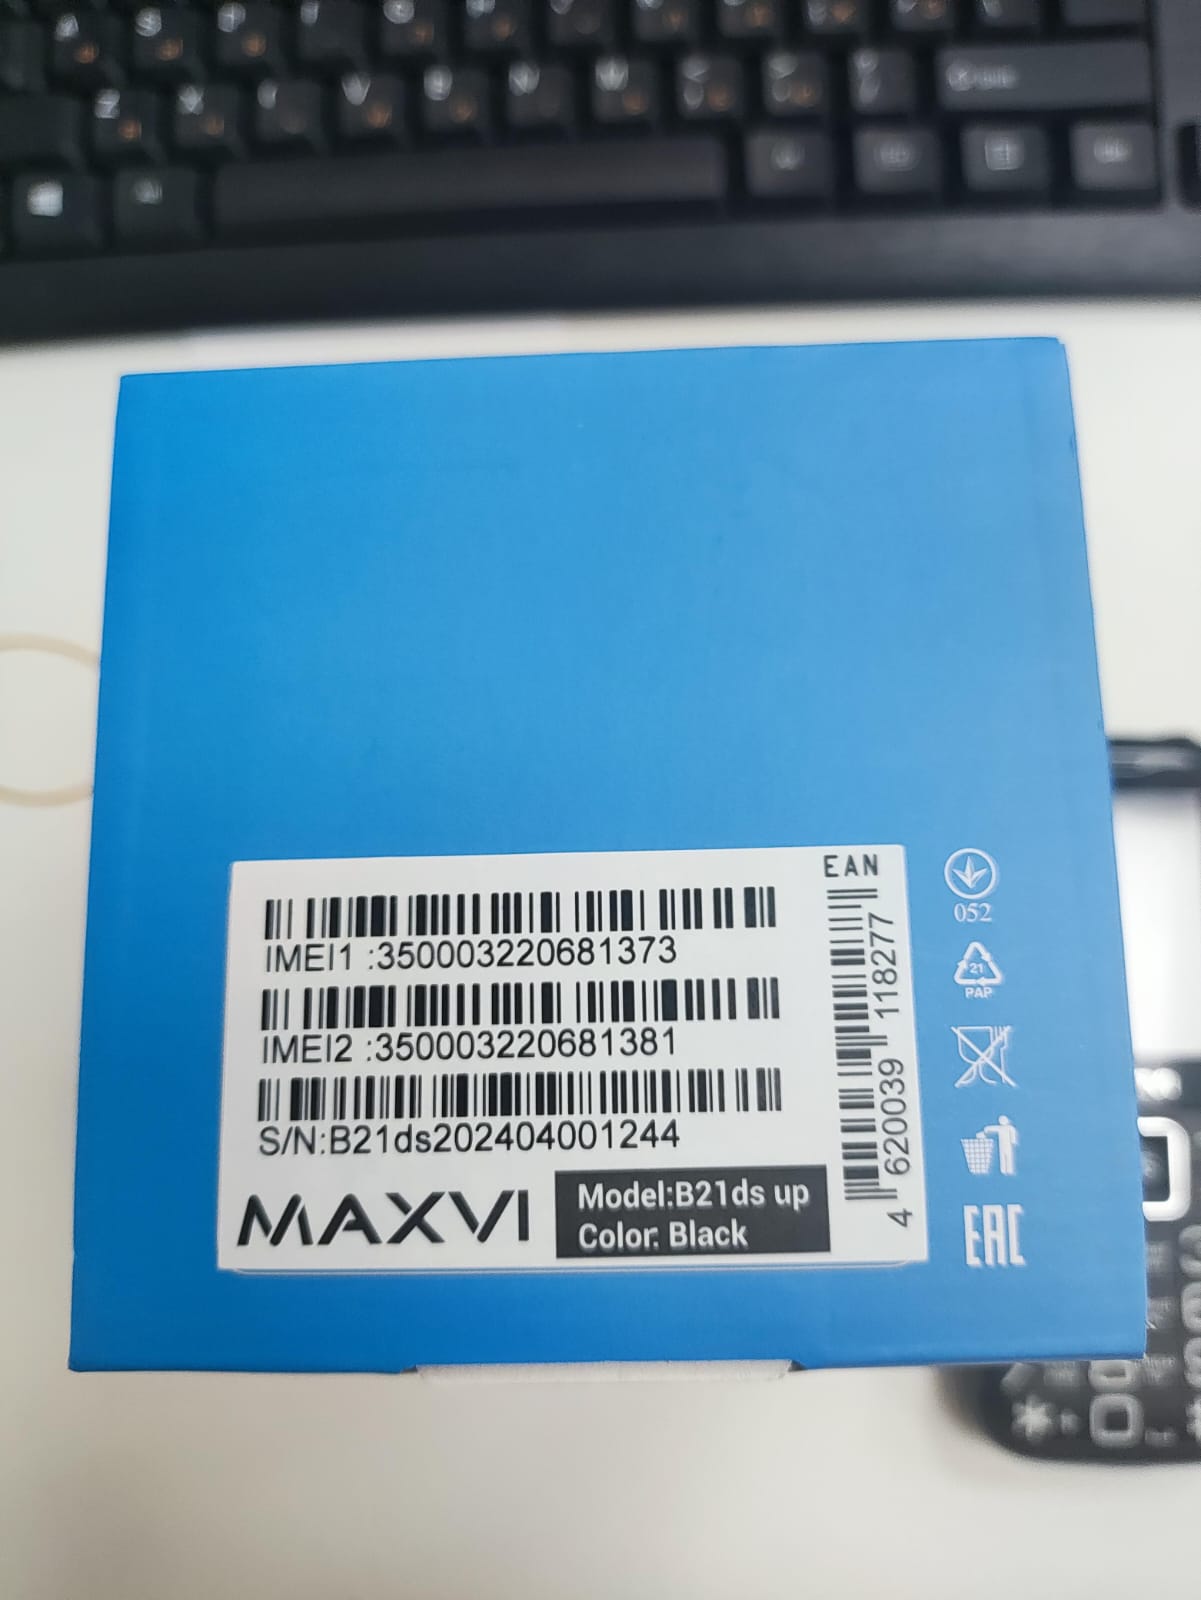 EAN
IMEI1 :350003220681373
IMEI2 :350003220681381
S/N:B21ds202404001244
MAXVI
Model:B21ds up
Color: Black
4 620039 118277
052
21
PAP
EAC